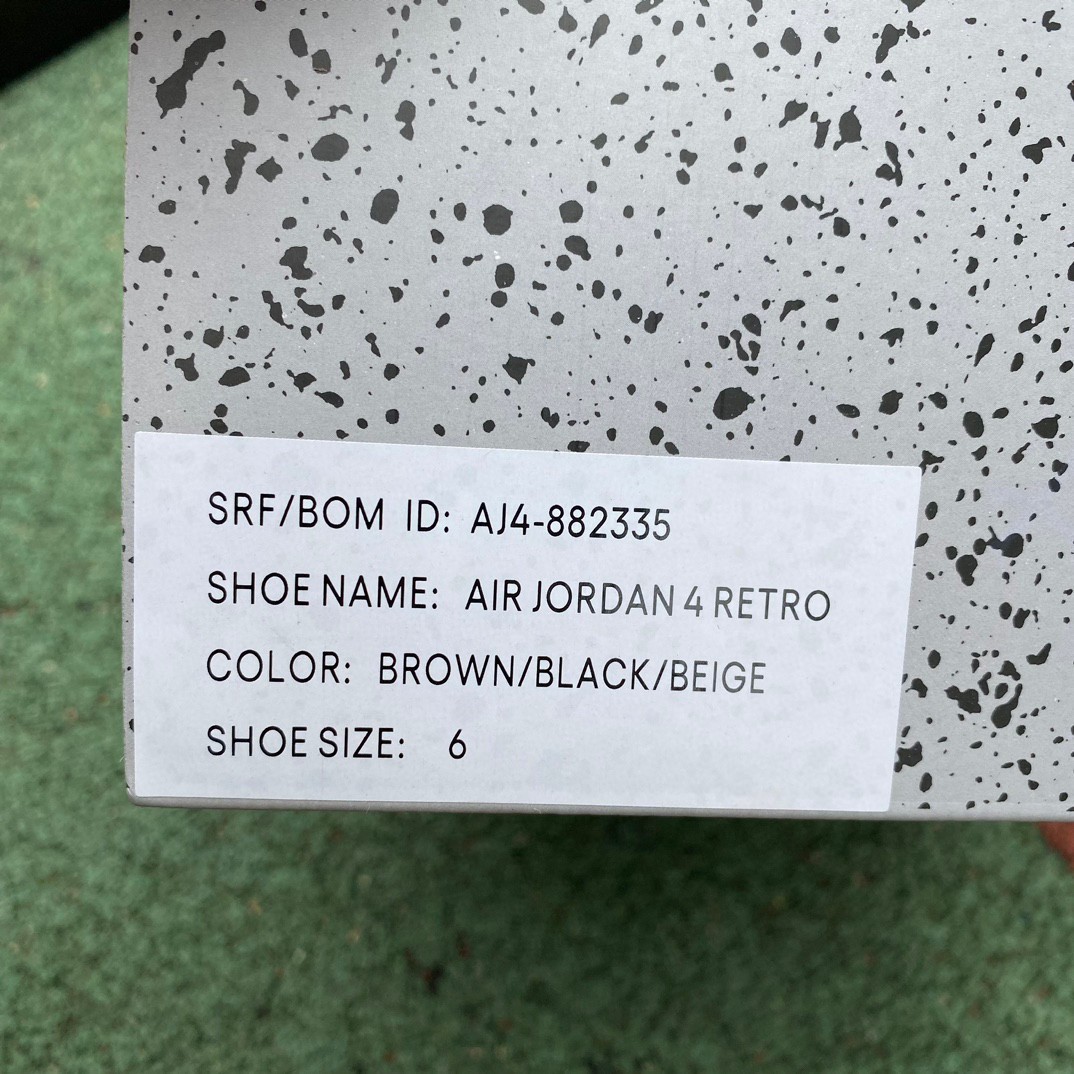 SRF/BOM ID: AJ4-882335
SHOE NAME: AIR JORDAN 4 RETRO
COLOR: BROWN/BLACK/BEIGE
SHOE SIZE: 6